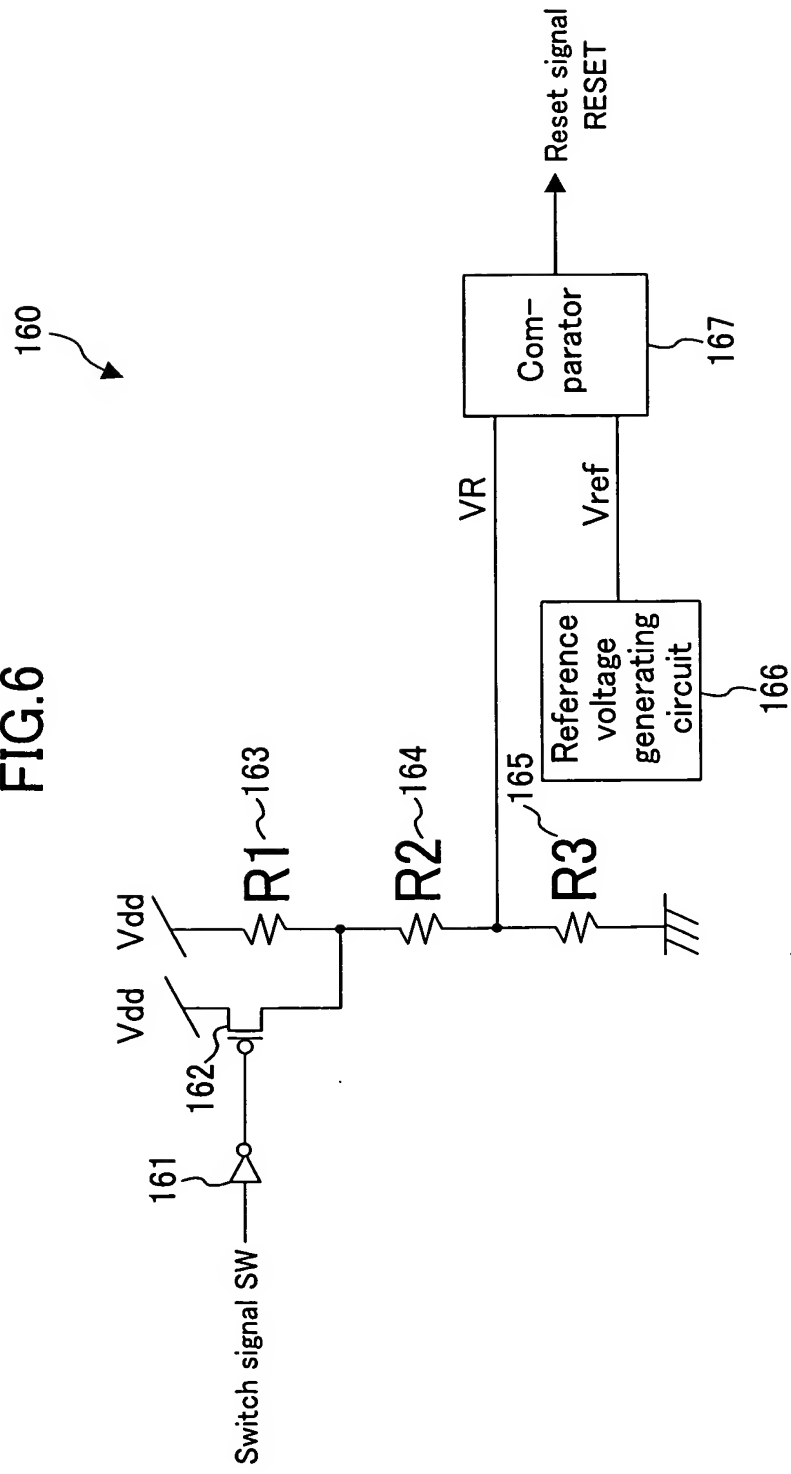 FIG.6
160
Vdd
Vdd
R1
163
162
161
Switch signal SW
R2
164
VR
165
R3
Reference
voltage
generating
circuit
166
Vref
Com-
parator
167
Reset signal
RESET